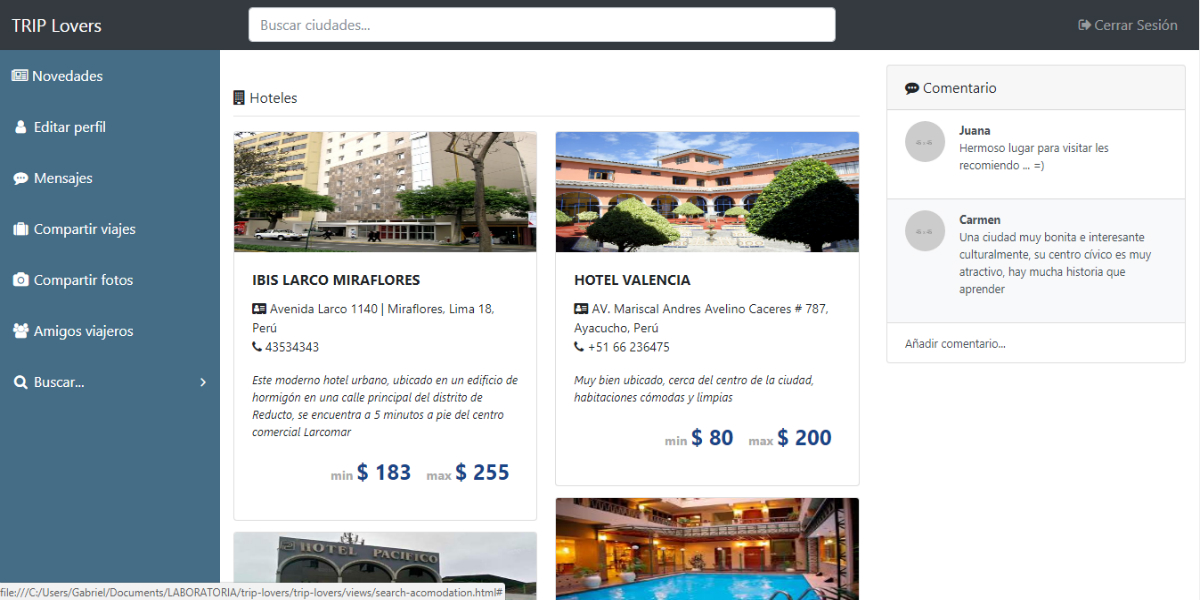 TRIP Lovers
Buscar ciudades...
Cerrar Sesión
Novedades
Editar perfil
Mensajes
Compartir viajes
Compartir fotos
Amigos viajeros
Buscar...
Hoteles
IBIS LARCO MIRAFLORES
Avenida Larco 1140 | Miraflores, Lima 18,
Perú
43534343
Este moderno hotel urbano, ubicado en un edificio de
hormigón en una calle principal del distrito de
Reducto, se encuentra a 5 minutos a pie del centro
comercial Larcomar
min $ 183 max $ 255
HOTEL PACIFICO
HOTEL VALENCIA
AV. Mariscal Andres Avelino Caceres # 787,
Ayacucho, Perú
+51 66 236475
Muy bien ubicado, cerca del centro de la ciudad,
habitaciones cómodas y limpias
min $ 80 max $ 200
Comentario
Juana
Hermoso lugar para visitar les
recomiendo ... =)
Carmen
Una ciudad muy bonita e interesante
culturalmente, su centro cívico es muy
atractivo, hay mucha historia que
aprender
Añadir comentario...
file:///C:/Users/Gabriel/Documents/LABORATORIA/trip-lovers/trip-lovers/views/search-acomodation.html#